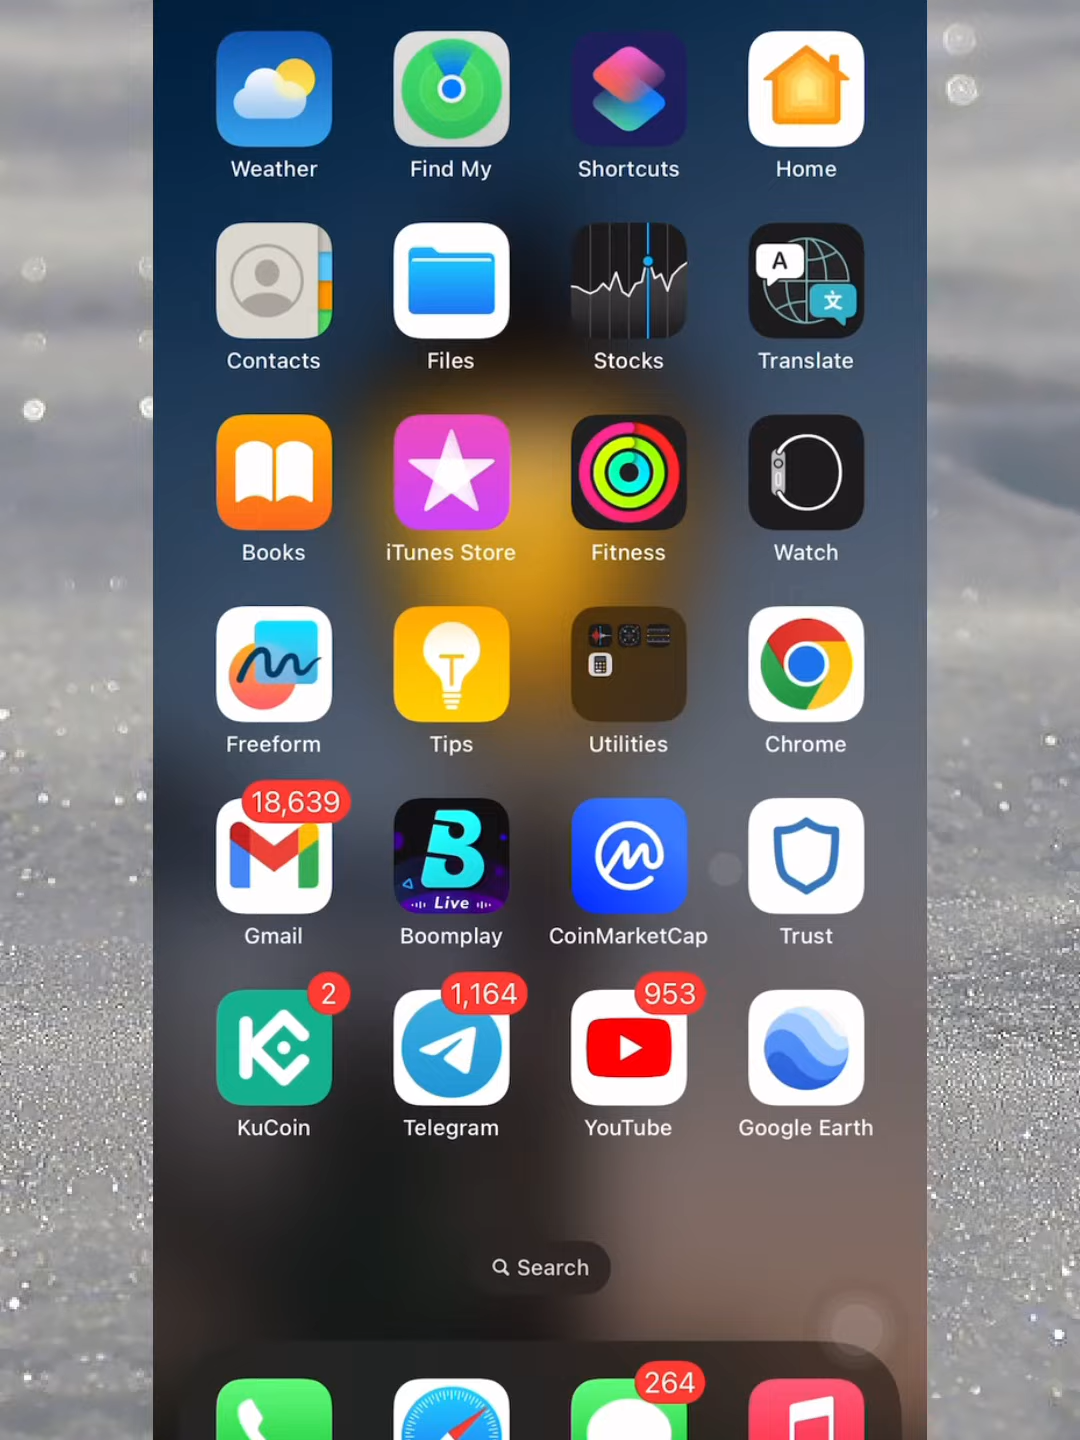 Weather Find My Shortcuts Home
A
文
Contacts Files Stocks Translate
Books iTunes Store Fitness Watch
T
Freeform Tips Utilities Chrome
18,639
B
Live
Gmail Boomplay CoinMarketCap Trust
2 1,164 953
KuCoin Telegram YouTube Google Earth
Search
264